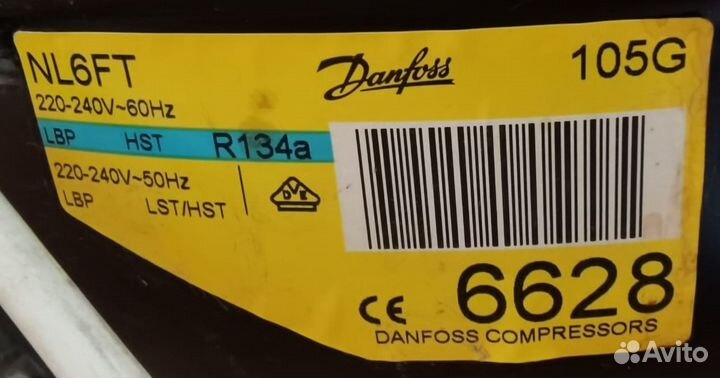 NL6FT
Danfoss
105G
220-240V~60Hz
LBP HST R134a
220-240V~50Hz
LBP LST/HST
DVE
CE 6628
DANFOSS COMPRESSORS
Avito